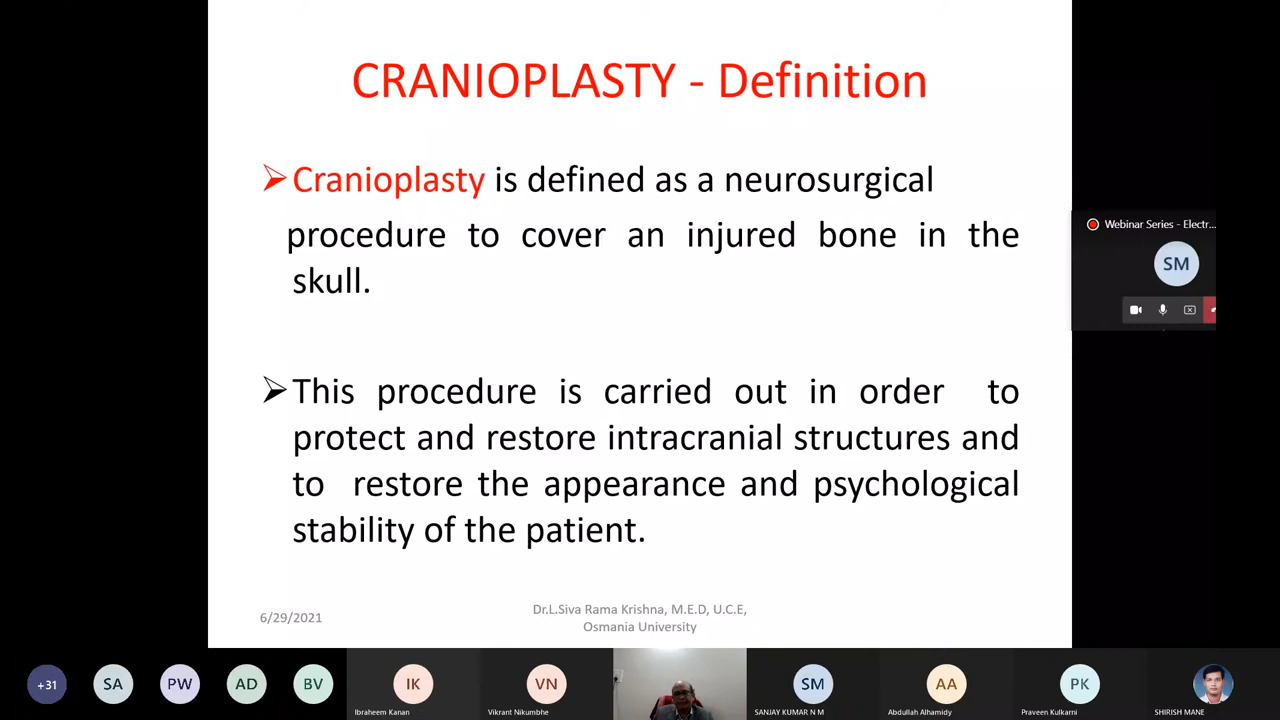 CRANIOPLASTY - Definition
Cranioplasty is defined as a neurosurgical
procedure to cover an injured bone in the
skull.
This procedure is carried out in order to
protect and restore intracranial structures and
to restore the appearance and psychological
stability of the patient.
6/29/2021
Dr.L.Siva Rama Krishna, M.E.D, U.C.E,
Osmania University
Webinar Series - Electr...
SM
+31
SA
PW
AD
BV
IK
Ibraheem Kanan
VN
Vikrant Nikumbhe
SM
SANJAY KUMAR N M
AA
Abdullah Alhamidy
PK
Praveen Kulkarni
SHIRISH MANE